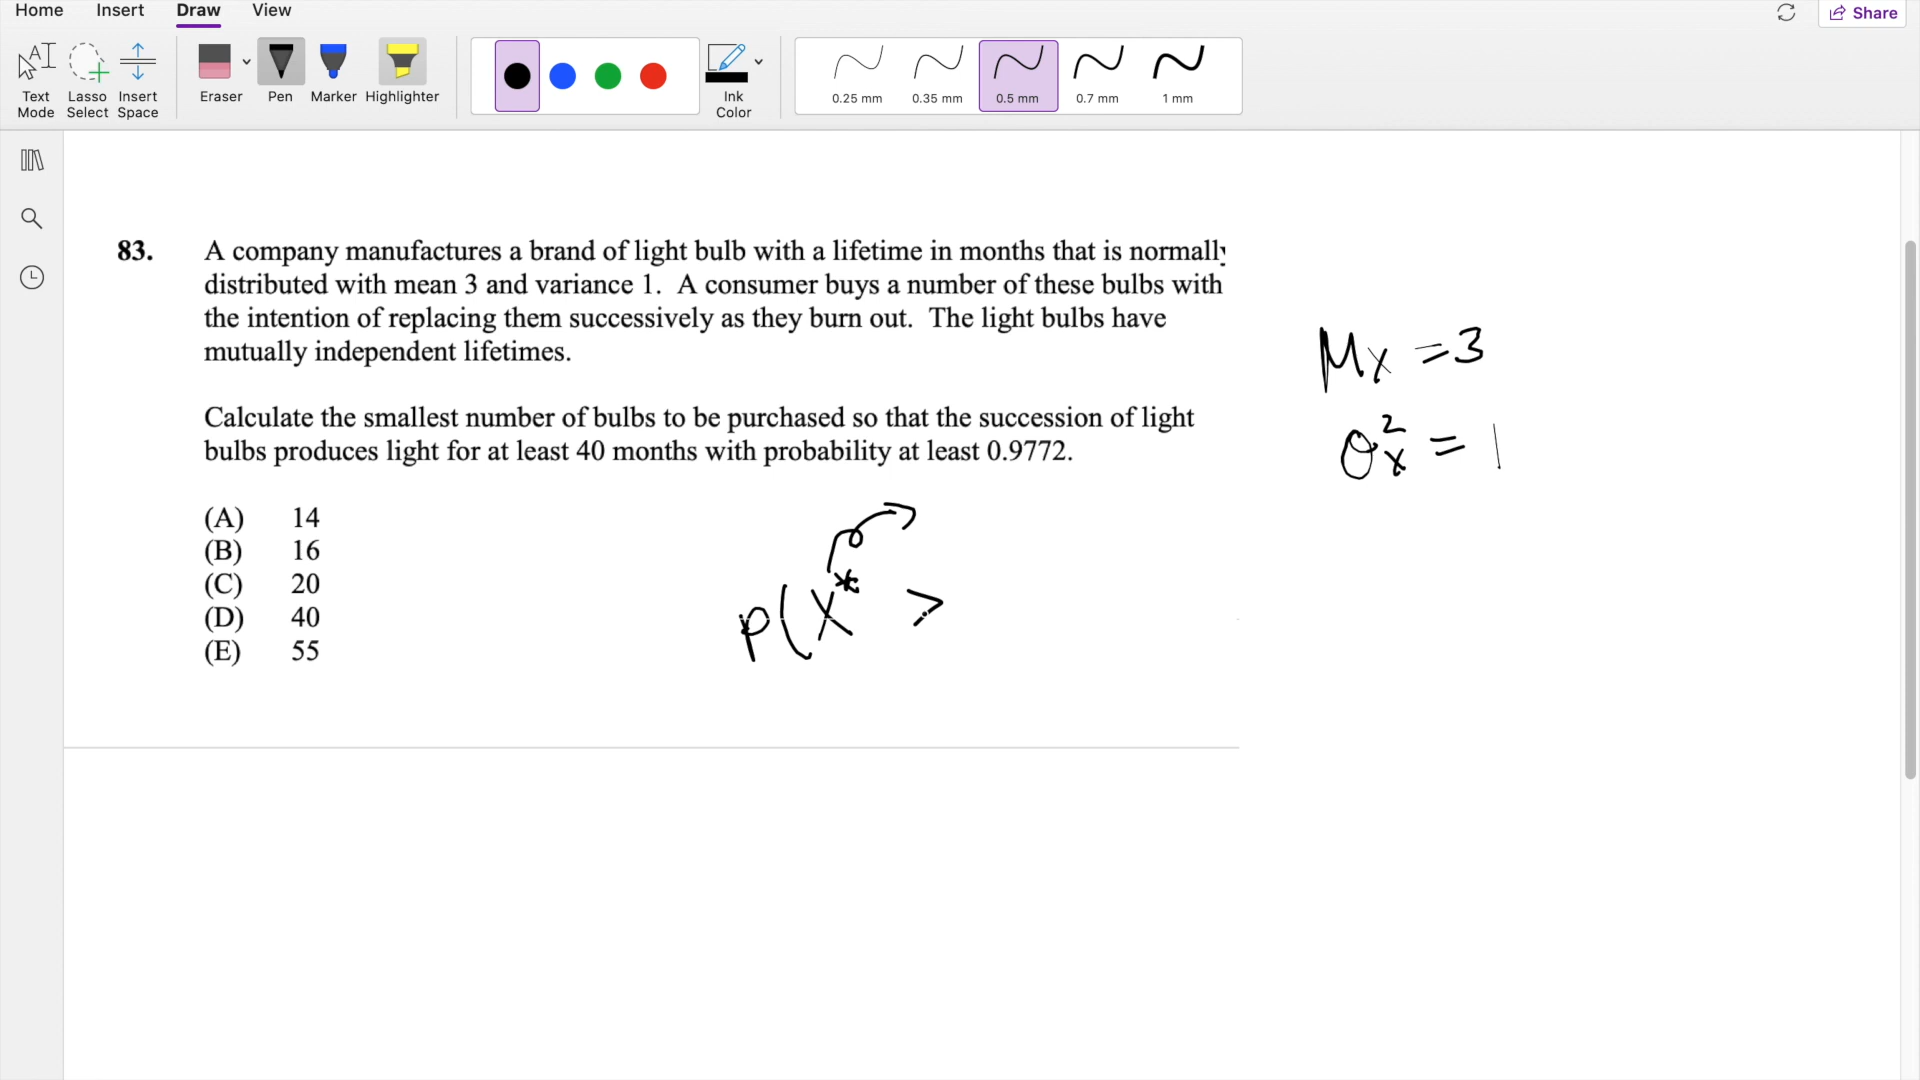 Home Insert Draw View Share
AI
Text Mode Lasso Select Insert Space Eraser Pen Marker Highlighter Ink Color 0.25 mm 0.35 mm 0.5 mm 0.7 mm 1 mm
83. A company manufactures a brand of light bulb with a lifetime in months that is normally
distributed with mean 3 and variance 1. A consumer buys a number of these bulbs with
the intention of replacing them successively as they burn out. The light bulbs have
mutually independent lifetimes.
Mx = 3
σ²x = 1
Calculate the smallest number of bulbs to be purchased so that the succession of light
bulbs produces light for at least 40 months with probability at least 0.9772.
(A) 14
(B) 16
(C) 20
(D) 40
(E) 55
P(X* >